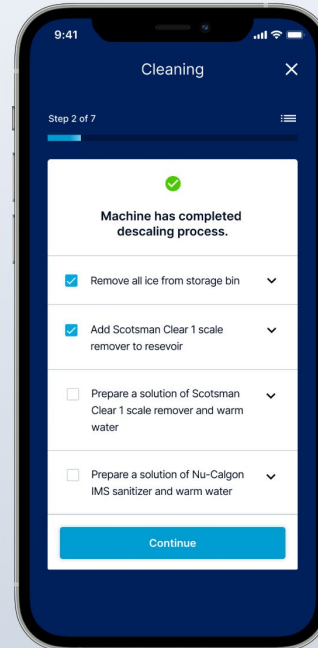 9:41
Cleaning
Step 2 of 7
Machine has completed
descaling process.
Remove all ice from storage bin
Add Scotsman Clear 1 scale
remover to resevoir
Prepare a solution of Scotsman
Clear 1 scale remover and warm
water
Prepare a solution of Nu-Calgon
IMS sanitizer and warm water
Continue